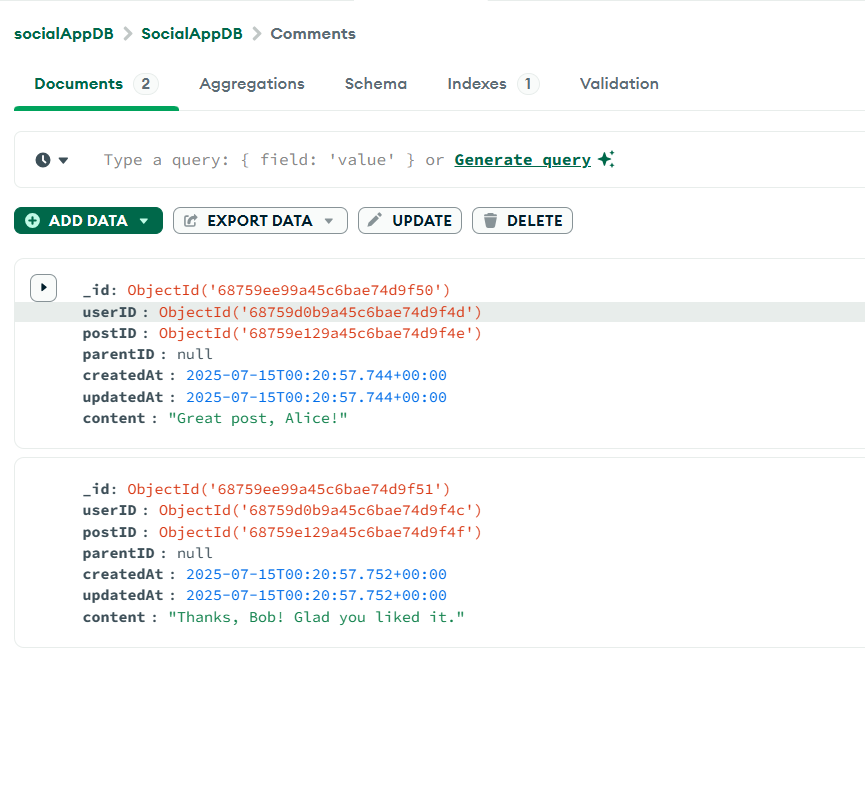 socialAppDB > SocialAppDB > Comments
Documents 2 Aggregations Schema Indexes 1 Validation
Type a query: { field: 'value' } or Generate query
ADD DATA EXPORT DATA UPDATE DELETE
_id: ObjectId('68759ee99a45c6bae74d9f50')
userID : ObjectId('68759d0b9a45c6bae74d9f4d')
postID : ObjectId('68759e129a45c6bae74d9f4e')
parentID : null
createdAt : 2025-07-15T00:20:57.744+00:00
updatedAt : 2025-07-15T00:20:57.744+00:00
content : "Great post, Alice!"
_id: ObjectId('68759ee99a45c6bae74d9f51')
userID : ObjectId('68759d0b9a45c6bae74d9f4c')
postID : ObjectId('68759e129a45c6bae74d9f4f')
parentID : null
createdAt : 2025-07-15T00:20:57.752+00:00
updatedAt : 2025-07-15T00:20:57.752+00:00
content : "Thanks, Bob! Glad you liked it."